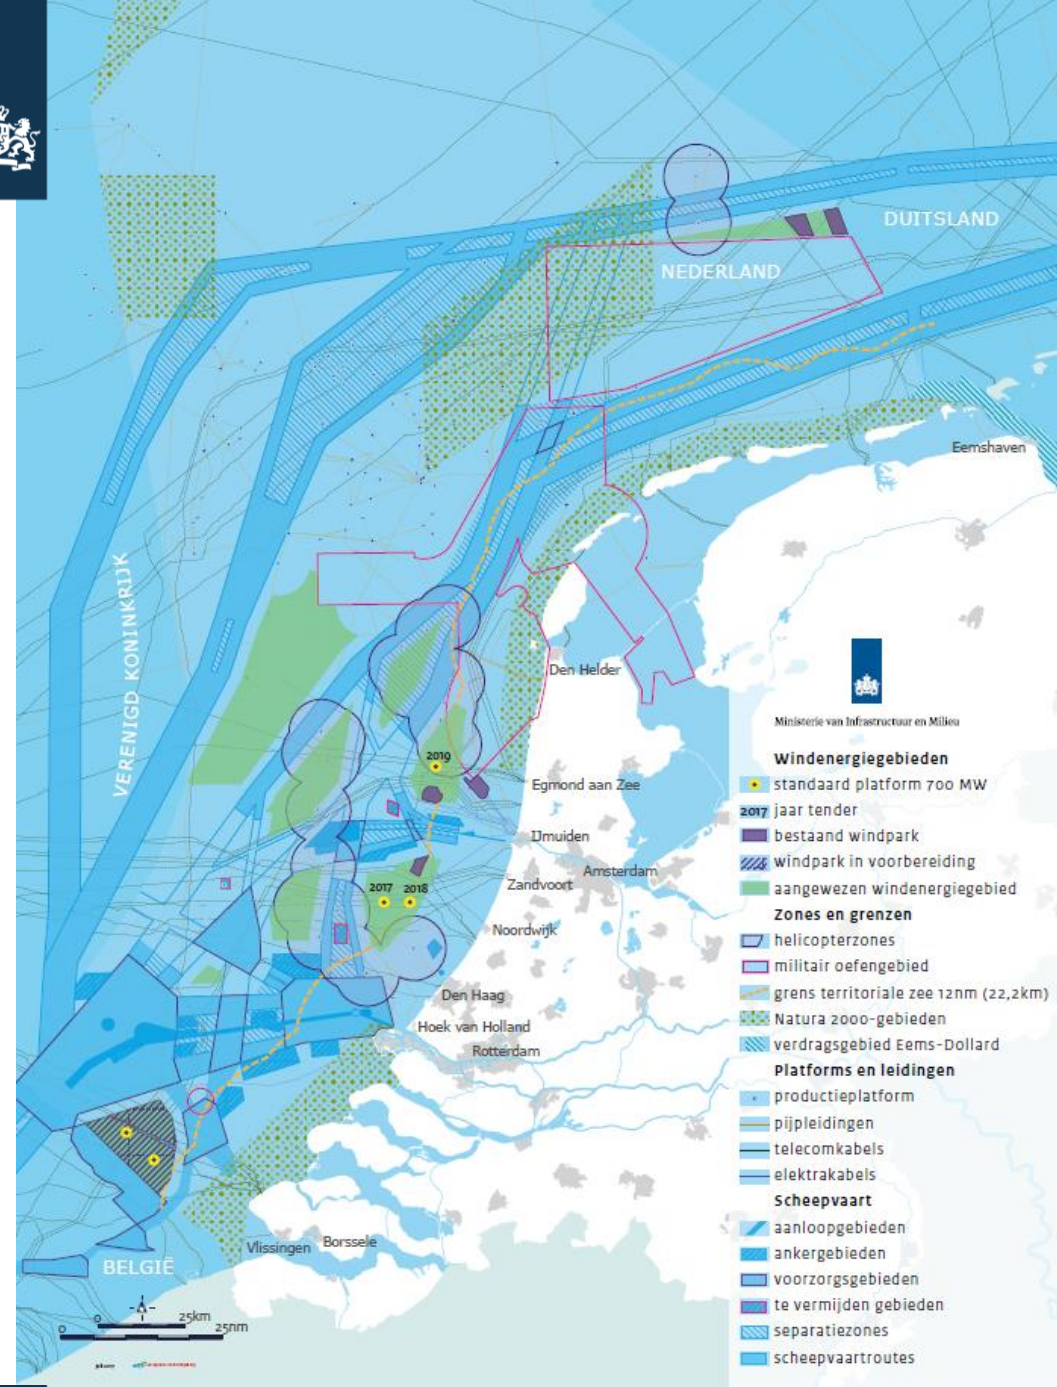 DUITSLAND
NEDERLAND
Eemshaven
VERENIGD KONINKRIJK
Den Helder
2019
Egmond aan Zee
IJmuiden
Amsterdam
Zandvoort
2017
2018
Noordwijk
Den Haag
Hoek van Holland
Rotterdam
Vlissingen
Borssele
BELGIË
0
25km
0
25nm
Ministerie van Infrastructuur en Milieu
Windenergiegebieden
standaard platform 700 MW
2017 jaar tender
bestaand windpark
windpark in voorbereiding
aangewezen windenergiegebied
Zones en grenzen
helicopterzones
militair oefengebied
grens territoriale zee 12nm (22,2km)
Natura 2000-gebieden
verdragsgebied Eems-Dollard
Platforms en leidingen
productieplatform
pijpleidingen
telecomkabels
elektrakabels
Scheepvaart
aanloopgebieden
ankergebieden
voorzorgsgebieden
te vermijden gebieden
separatiezones
scheepvaartroutes